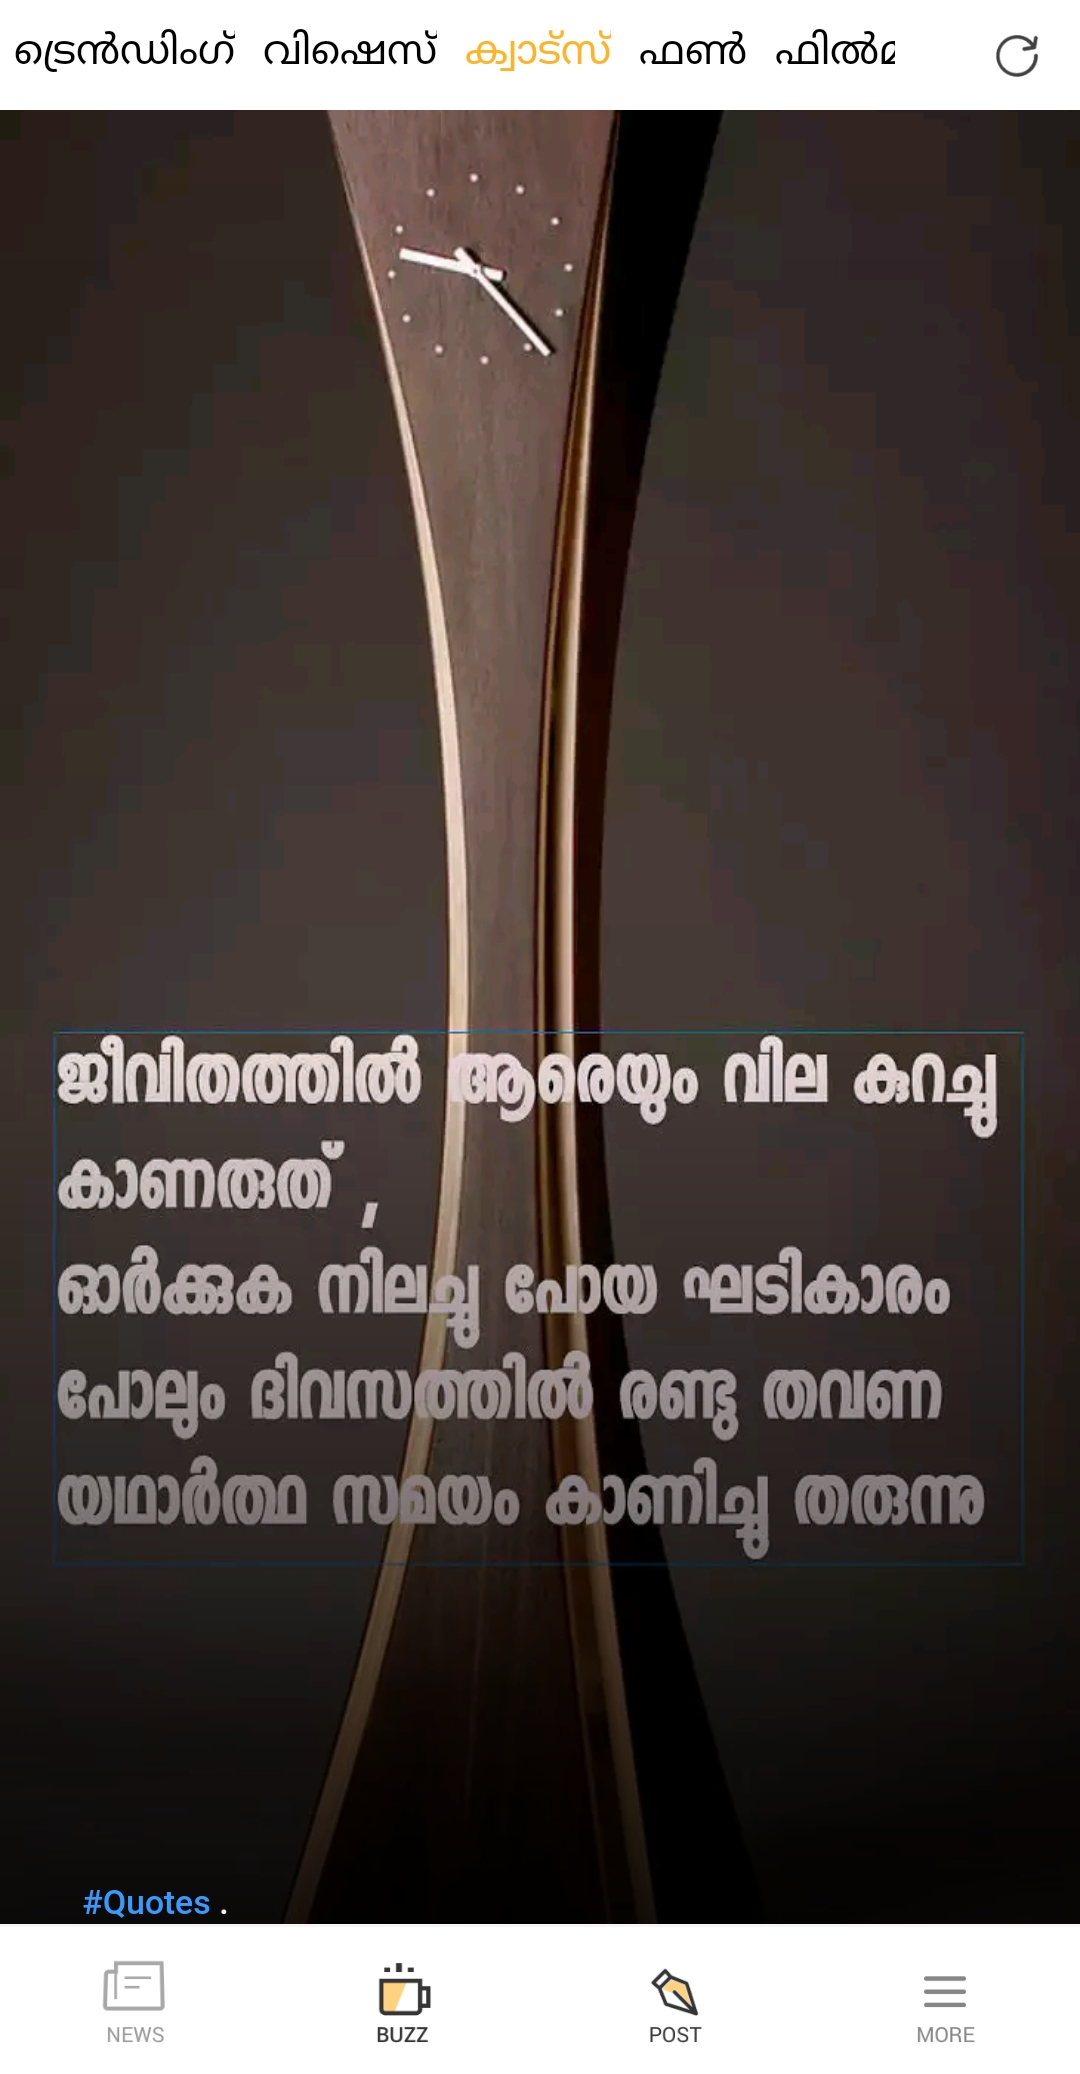 ട്രെൻഡിംഗ് വിഷെസ് ക്വാട്സ് ഫൺ ഫിൽമ
ജീവിതത്തിൽ ആരെയും വില കുറച്ചു
കാണരുത് ,
ഓർക്കുക നിലച്ചു പോയ ഘടികാരം
പോലും ദിവസത്തിൽ രണ്ടു തവണ
യഥാർത്ഥ സമയം കാണിച്ചു തരുന്നു
#Quotes .
NEWS BUZZ POST MORE